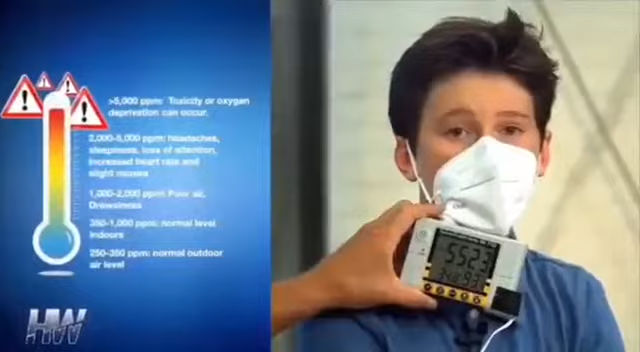 >5,000 ppm: Toxicity or oxygen
deprivation can occur.
2,000-5,000 ppm: headaches,
sleepiness, loss of attention,
increased heart rate and
slight nausea
1,000-2,000 ppm Poor air,
Drowsiness
350-1,000 ppm: normal level
indoors
250-350 ppm: normal outdoor
air level
HW
5523